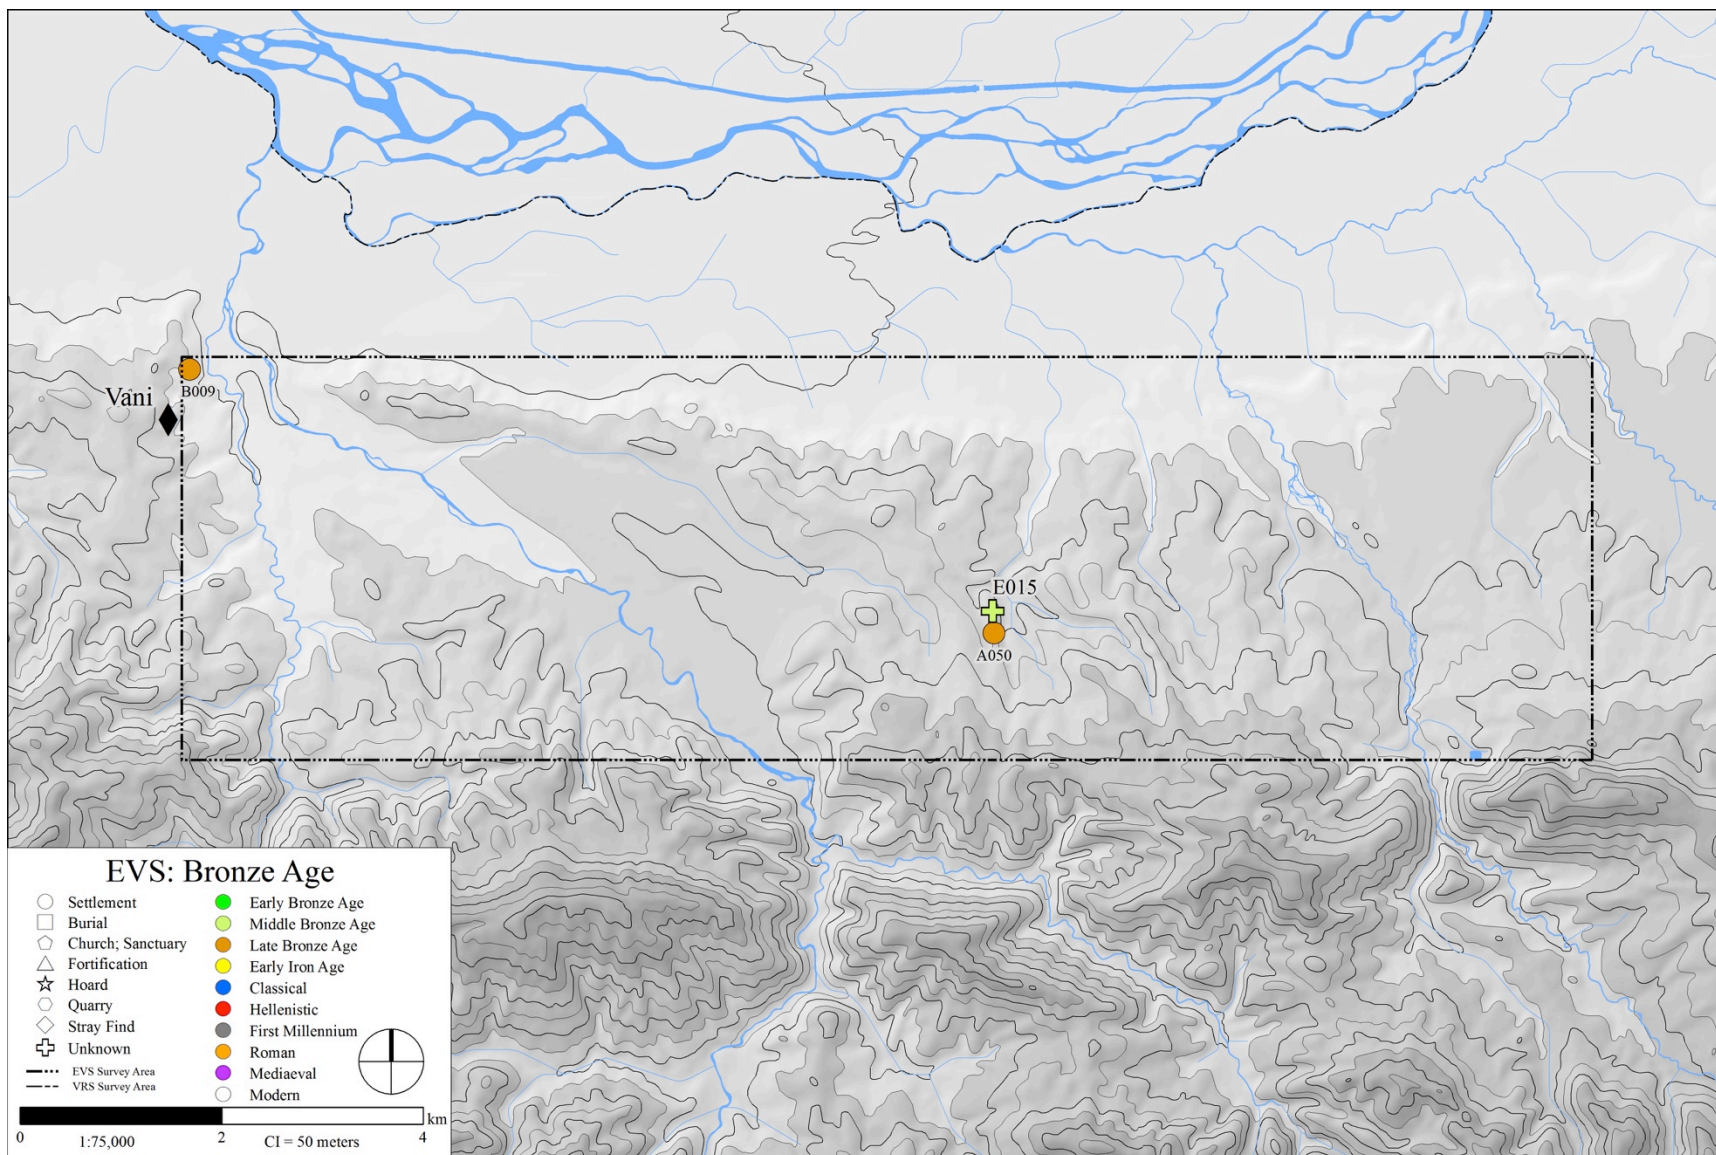 B009
Vani
E015
A050
EVS: Bronze Age
Settlement
Burial
Church; Sanctuary
Fortification
Hoard
Quarry
Stray Find
Unknown
EVS Survey Area
VRS Survey Area
Early Bronze Age
Middle Bronze Age
Late Bronze Age
Early Iron Age
Classical
Hellenistic
First Millennium
Roman
Mediaeval
Modern
km
0 1:75,000 2 CI = 50 meters 4